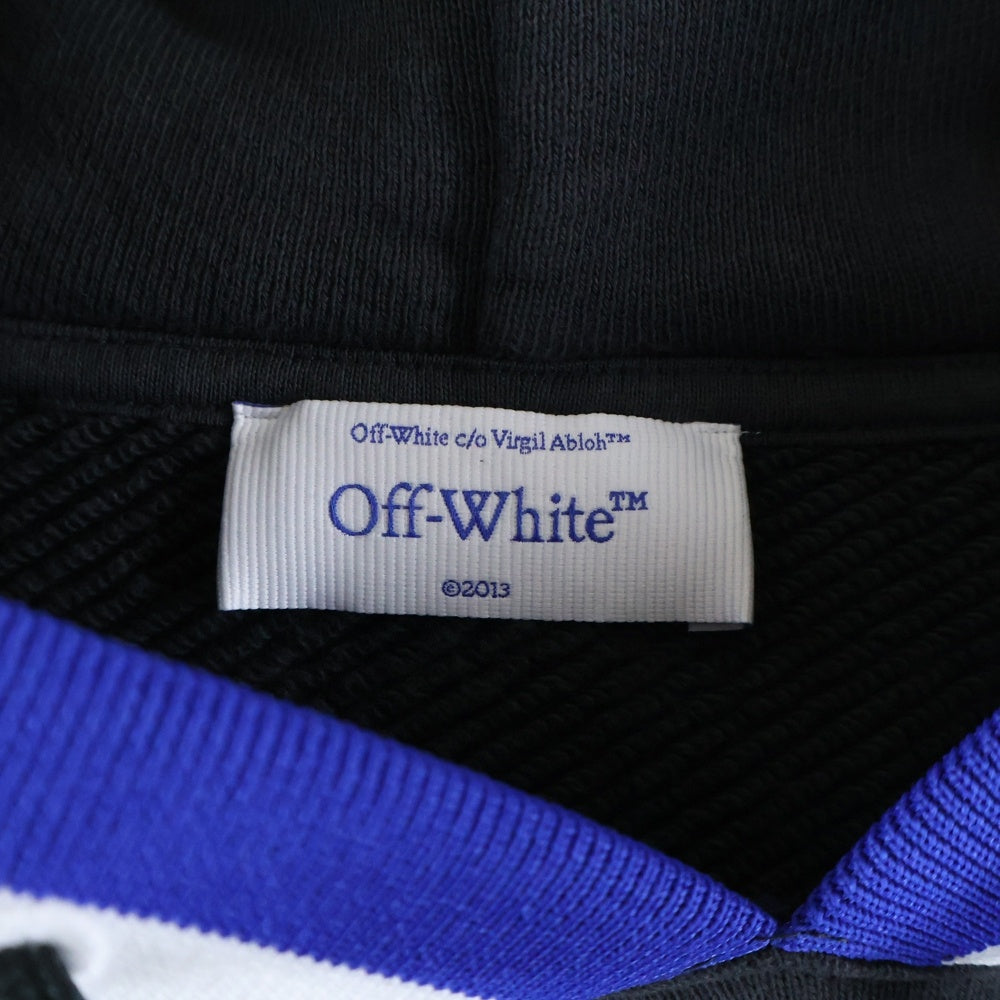 Off-White c/o Virgil Abloh™
Off-White™
©2013